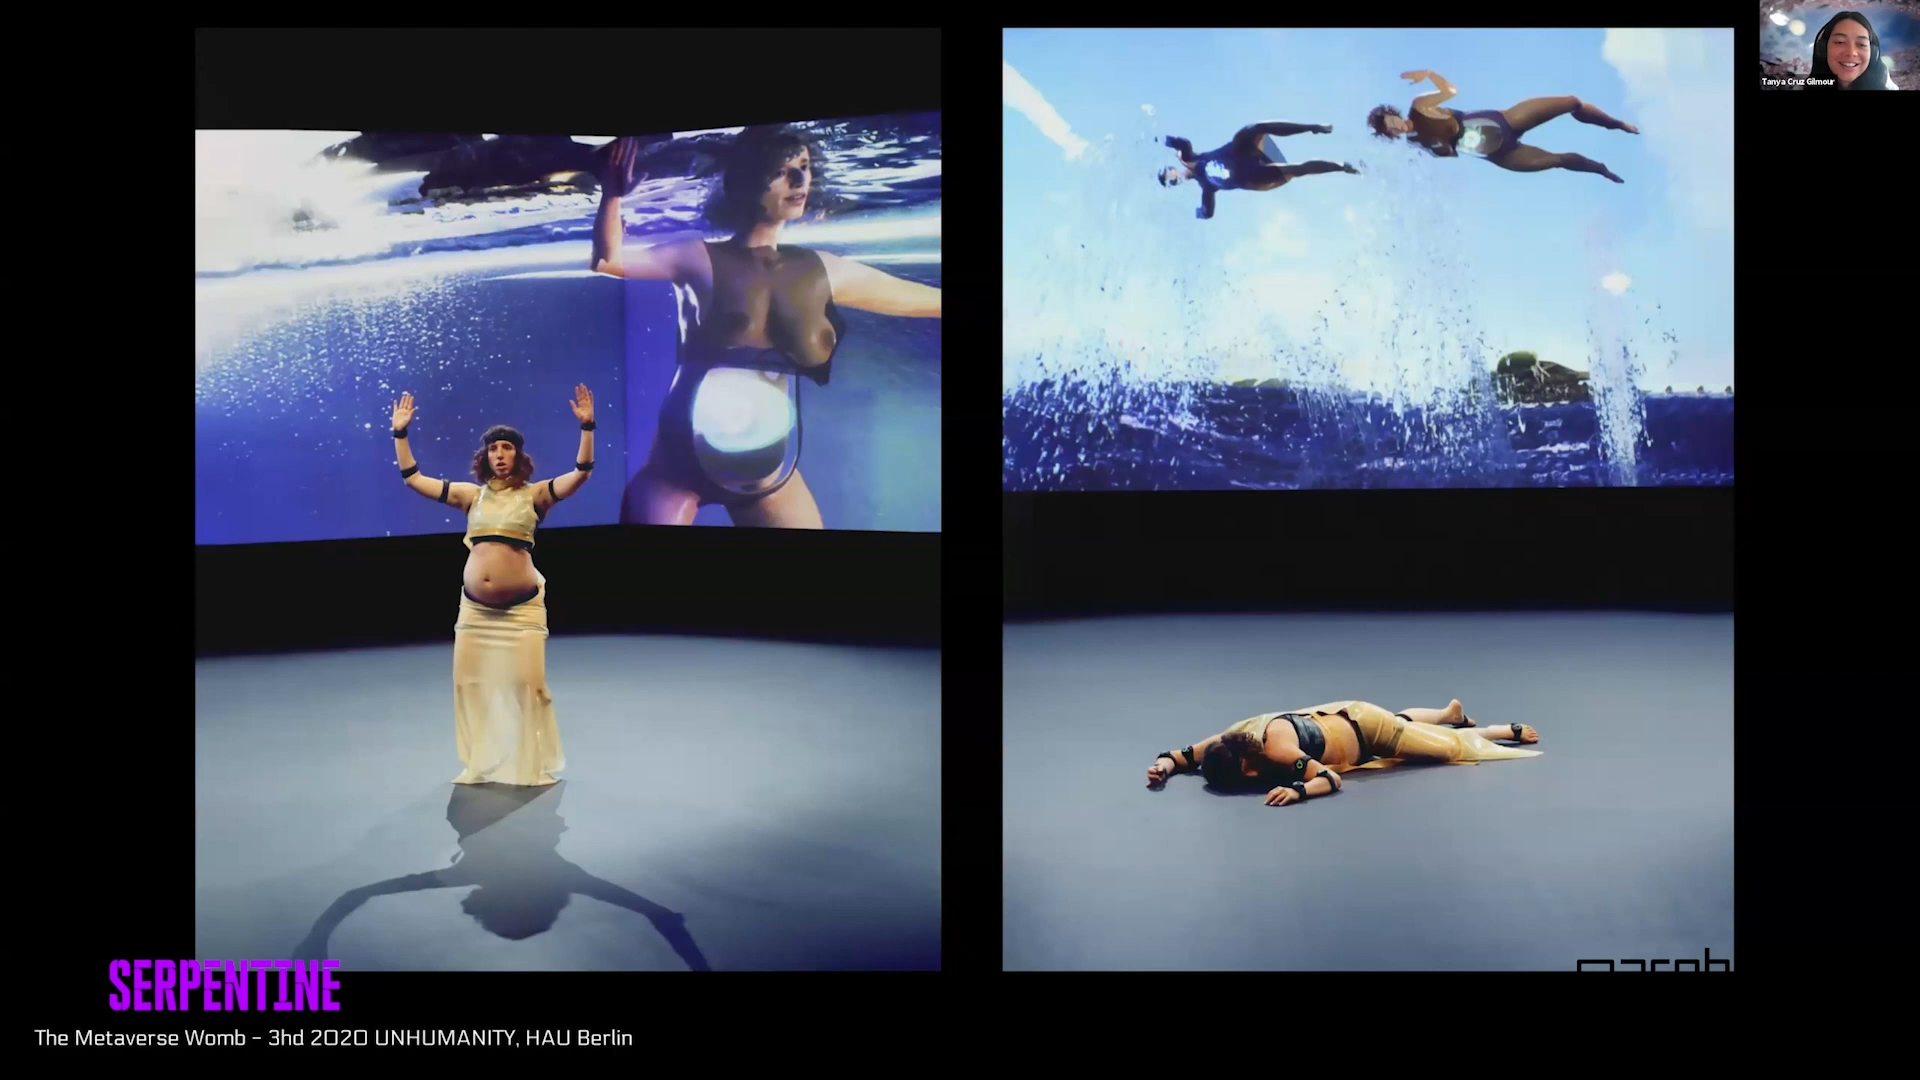 Tanya Cruz Gilmour
SERPENTINE
The Metaverse Womb - 3hd 2020 UNHUMANITY, HAU Berlin